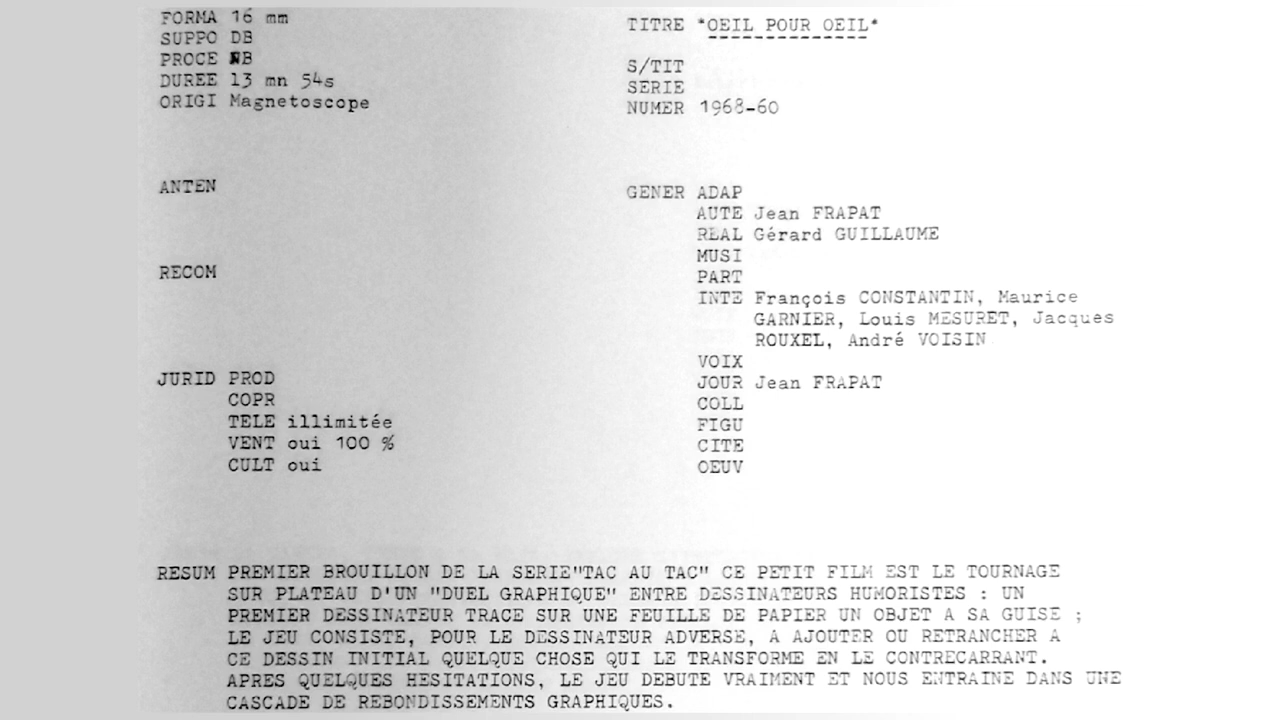 FORMA 16 mm
SUPPO DB
PROCE NB
DUREE 13 mn 54s
ORIGI Magnetoscope
TITRE "OEIL POUR OEIL"
S/TIT
SERIE
NUMER 1968-60
ANTEN
RECOM
JURID PROD
COPR
TELE illimitée
VENT oui 100 %
CULT oui
GENER ADAP
AUTE Jean FRAPAT
REAL Gérard GUILLAUME
MUSI
PART
INTE François CONSTANTIN, Maurice
GARNIER, Louis MESURET, Jacques
ROUXEL, André VOISIN
VOIX
JOUR Jean FRAPAT
COLL
FIGU
CITE
OEUV
RESUM PREMIER BROUILLON DE LA SERIE"TAC AU TAC" CE PETIT FILM EST LE TOURNAGE
SUR PLATEAU D'UN "DUEL GRAPHIQUE" ENTRE DESSINATEURS HUMORISTES : UN
PREMIER DESSINATEUR TRACE SUR UNE FEUILLE DE PAPIER UN OBJET A SA GUISE ;
LE JEU CONSISTE, POUR LE DESSINATEUR ADVERSE, A AJOUTER OU RETRANCHER A
CE DESSIN INITIAL QUELQUE CHOSE QUI LE TRANSFORME EN LE CONTRECARRANT.
APRES QUELQUES HESITATIONS, LE JEU DEBUTE VRAIMENT ET NOUS ENTRAINE DANS UNE
CASCADE DE REBONDISSEMENTS GRAPHIQUES.